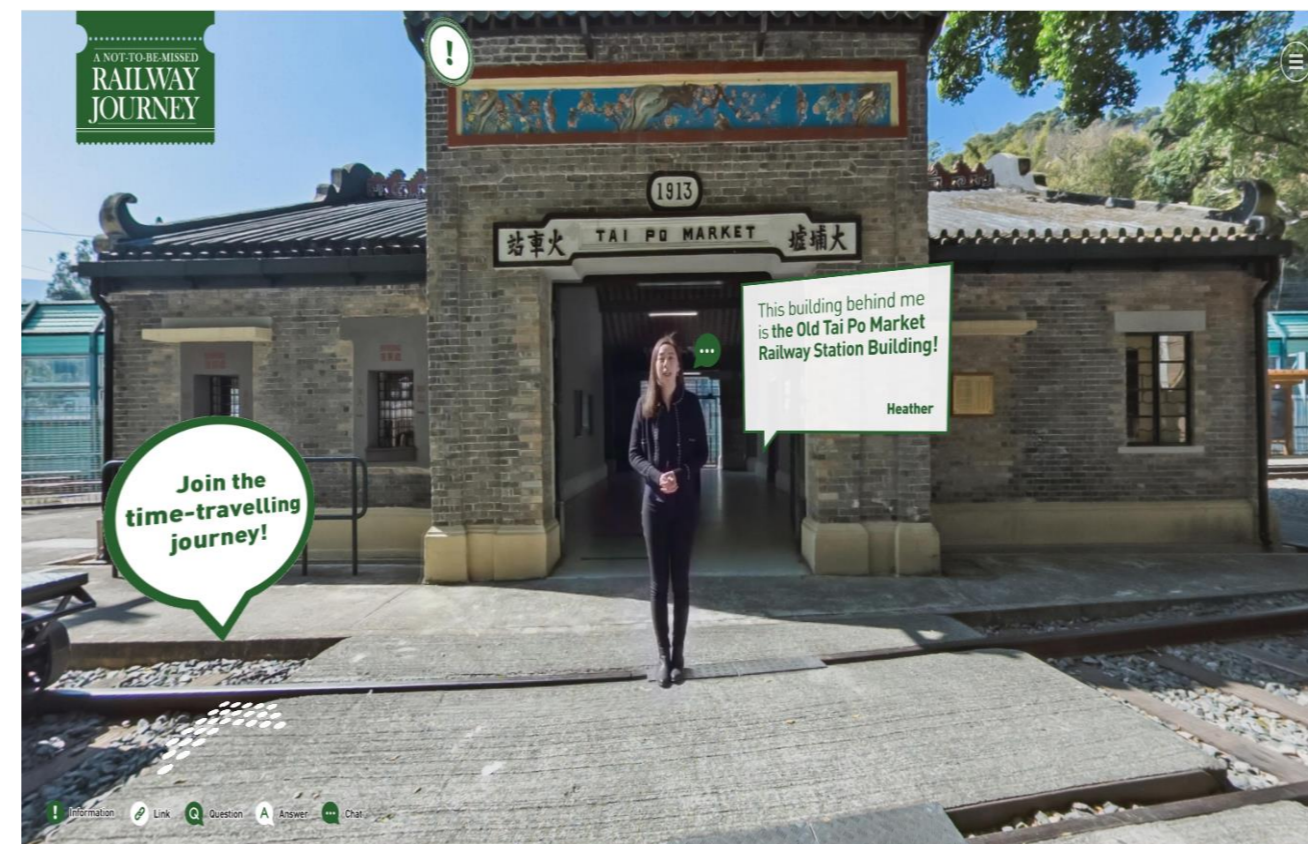 A NOT-TO-BE-MISSED
RAILWAY
JOURNEY
!
1913
站車火 TAI PO MARKET 墟埔大
This building behind me
is the Old Tai Po Market
Railway Station Building!
Heather
Join the
time-travelling
journey!
! Information Link Q Question A Answer Chat